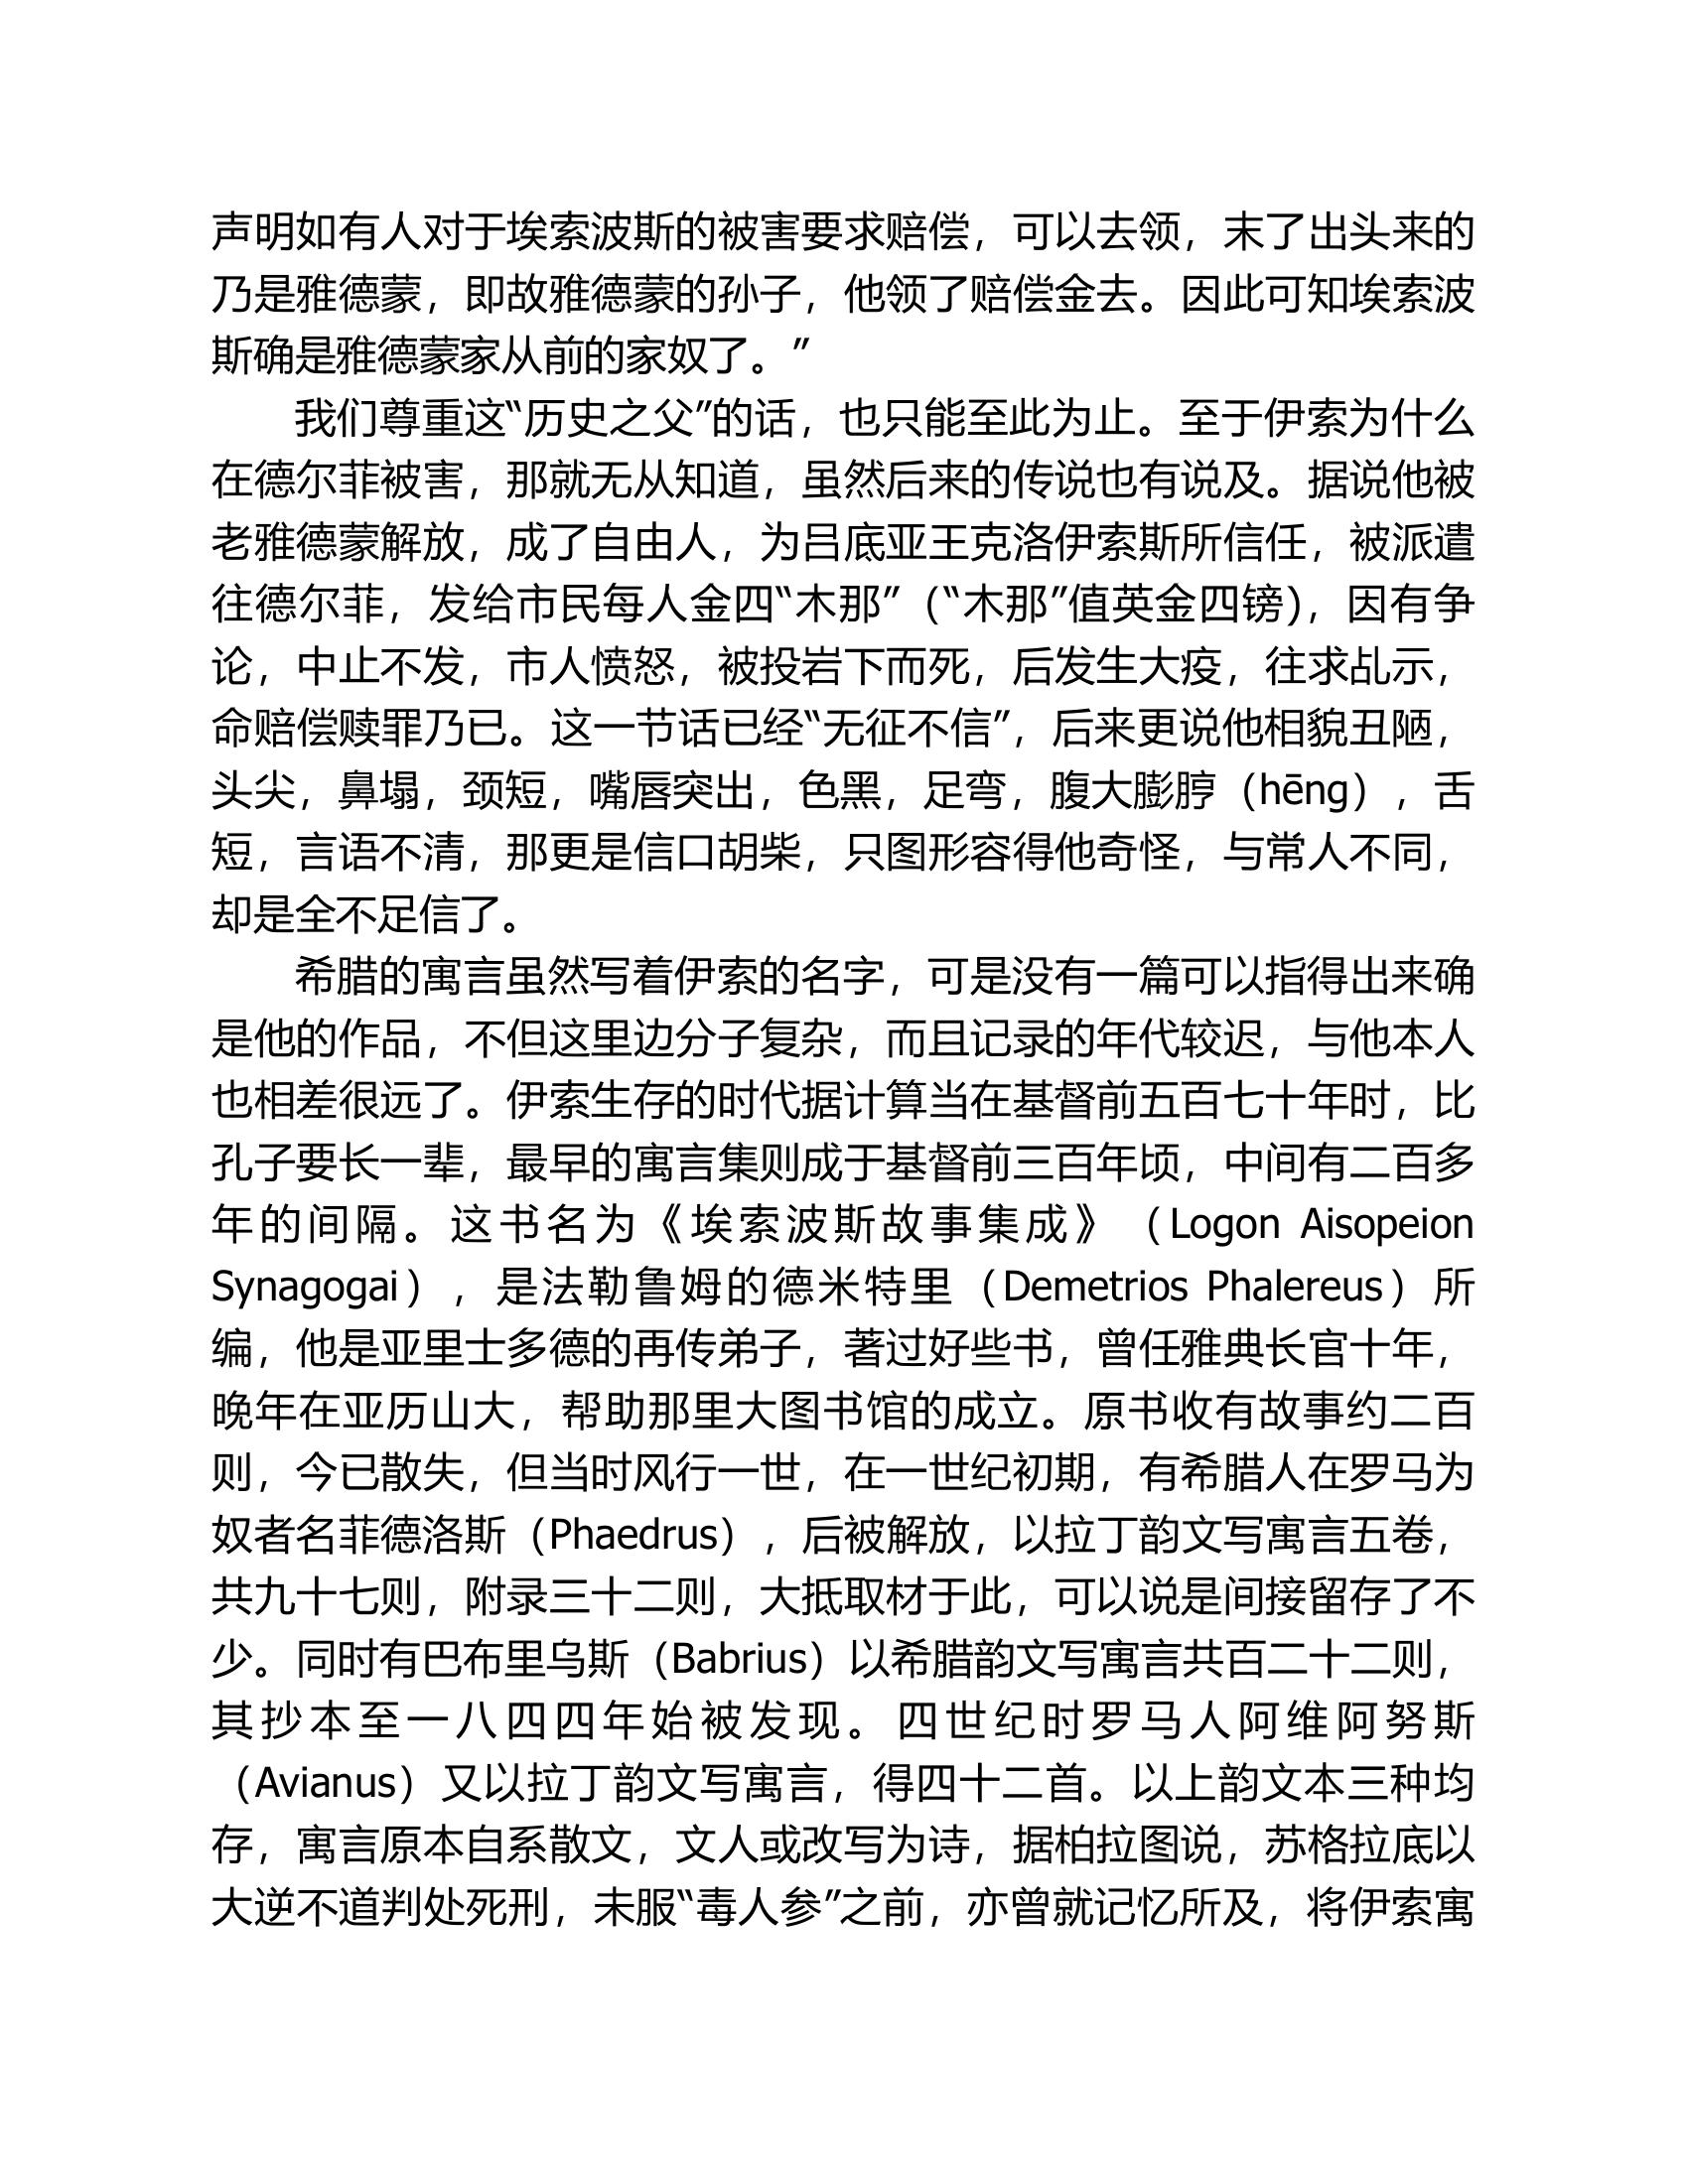 声明如有人对于埃索波斯的被害要求赔偿，可以去领，末了出头来的
乃是雅德蒙，即故雅德蒙的孙子，他领了赔偿金去。因此可知埃索波
斯确是雅德蒙家从前的家奴了。”
我们尊重这“历史之父”的话，也只能至此为止。至于伊索为什么
在德尔菲被害，那就无从知道，虽然后来的传说也有说及。据说他被
老雅德蒙解放，成了自由人，为吕底亚王克洛伊索斯所信任，被派遣
往德尔菲，发给市民每人金四“木那”（“木那”值英金四镑），因有争
论，中止不发，市人愤怒，被投岩下而死，后发生大疫，往求乩示，
命赔偿赎罪乃已。这一节话已经“无征不信”，后来更说他相貌丑陋，
头尖，鼻塌，颈短，嘴唇突出，色黑，足弯，腹大膨脝（hēng），舌
短，言语不清，那更是信口胡柴，只图形容得他奇怪，与常人不同，
却是全不足信了。
希腊的寓言虽然写着伊索的名字，可是没有一篇可以指得出来确
是他的作品，不但这里边分子复杂，而且记录的年代较迟，与他本人
也相差很远了。伊索生存的时代据计算当在基督前五百七十年时，比
孔子要长一辈，最早的寓言集则成于基督前三百年顷，中间有二百多
年的间隔。这书名为《埃索波斯故事集成》（Logon Aisopeion
Synagogai），是法勒鲁姆的德米特里（Demetrios Phalereus）所
编，他是亚里士多德的再传弟子，著过好些书，曾任雅典长官十年，
晚年在亚历山大，帮助那里大图书馆的成立。原书收有故事约二百
则，今已散失，但当时风行一世，在一世纪初期，有希腊人在罗马为
奴者名菲德洛斯（Phaedrus），后被解放，以拉丁韵文写寓言五卷，
共九十七则，附录三十二则，大抵取材于此，可以说是间接留存了不
少。同时有巴布里乌斯（Babrius）以希腊韵文写寓言共百二十二则，
其抄本至一八四四年始被发现。四世纪时罗马人阿维阿努斯
（Avianus）又以拉丁韵文写寓言，得四十二首。以上韵文本三种均
存，寓言原本自系散文，文人或改写为诗，据柏拉图说，苏格拉底以
大逆不道判处死刑，未服“毒人参”之前，亦曾就记忆所及，将伊索寓